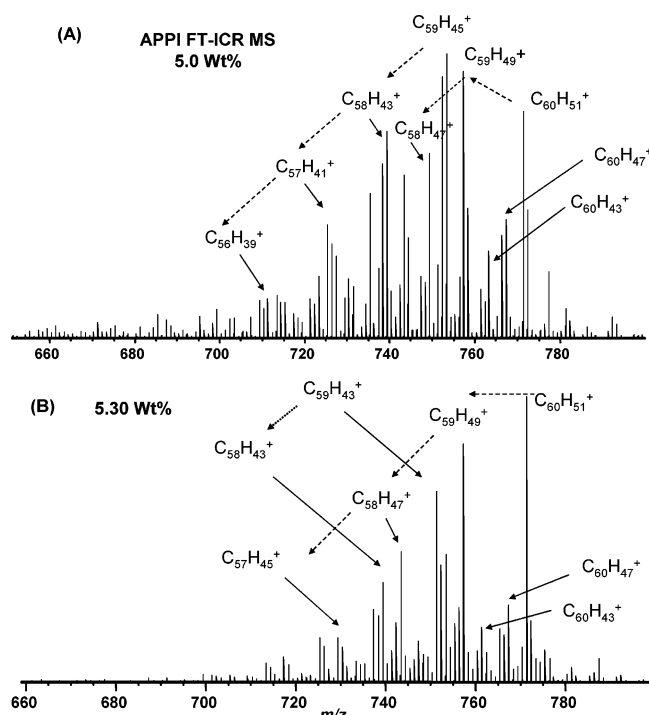 (A)
APPI FT-ICR MS
5.0 Wt%
C₅₉H₄₅⁺
C₅₉H₄₉+
C₅₈H₄₃⁺
C₆₀H₅₁⁺
C₅₈H₄₇⁺
C₅₇H₄₁⁺
C₆₀H₄₇⁺
C₆₀H₄₃⁺
C₅₆H₃₉⁺
660 700 720 740 760 780
(B)
5.30 Wt%
C₅₉H₄₃⁺
C₆₀H₅₁⁺
C₅₉H₄₉⁺
C₅₈H₄₃⁺
C₅₈H₄₇⁺
C₅₇H₄₅⁺
C₆₀H₄₇⁺
C₆₀H₄₃⁺
660 680 700 720 740 760 780
m/z